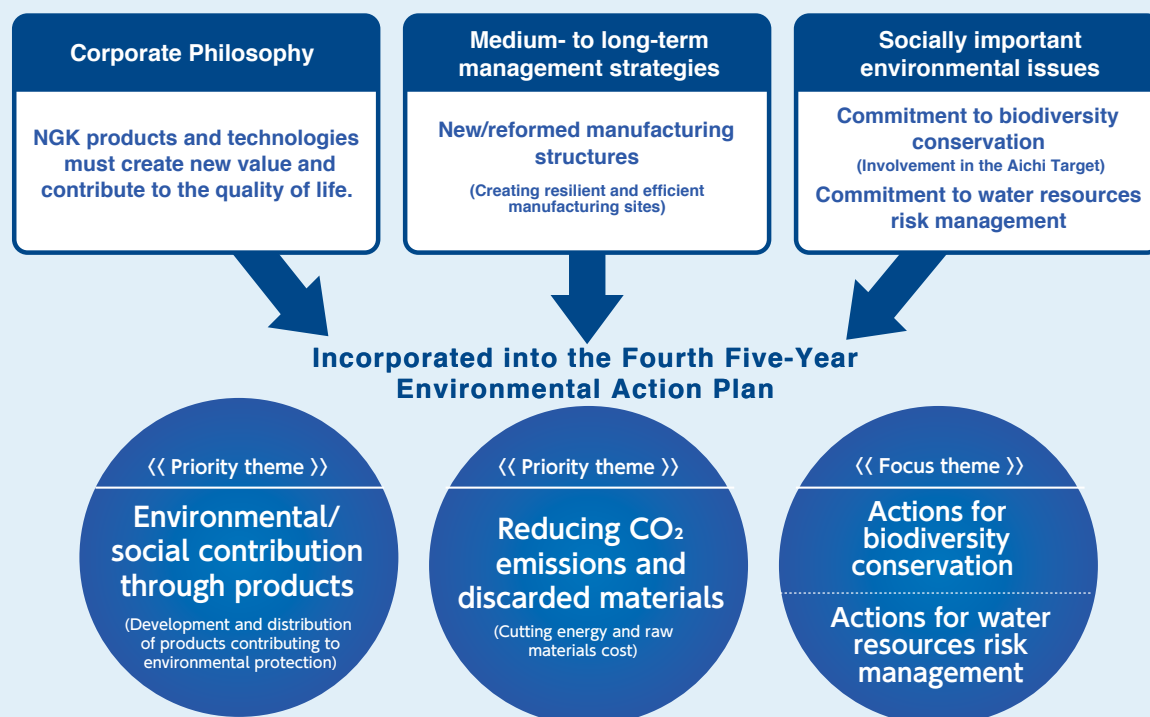 Corporate Philosophy
NGK products and technologies
must create new value and
contribute to the quality of life.
Medium- to long-term
management strategies
New/reformed manufacturing
structures
(Creating resilient and efficient
manufacturing sites)
Socially important
environmental issues
Commitment to biodiversity
conservation
(Involvement in the Aichi Target)
Commitment to water resources
risk management
Incorporated into the Fourth Five-Year
Environmental Action Plan
《 Priority theme 》
Environmental/
social contribution
through products
(Development and distribution
of products contributing to
environmental protection)
《 Priority theme 》
Reducing CO₂
emissions and
discarded materials
(Cutting energy and raw
materials cost)
《 Focus theme 》
Actions for
biodiversity
conservation
Actions for water
resources risk
management